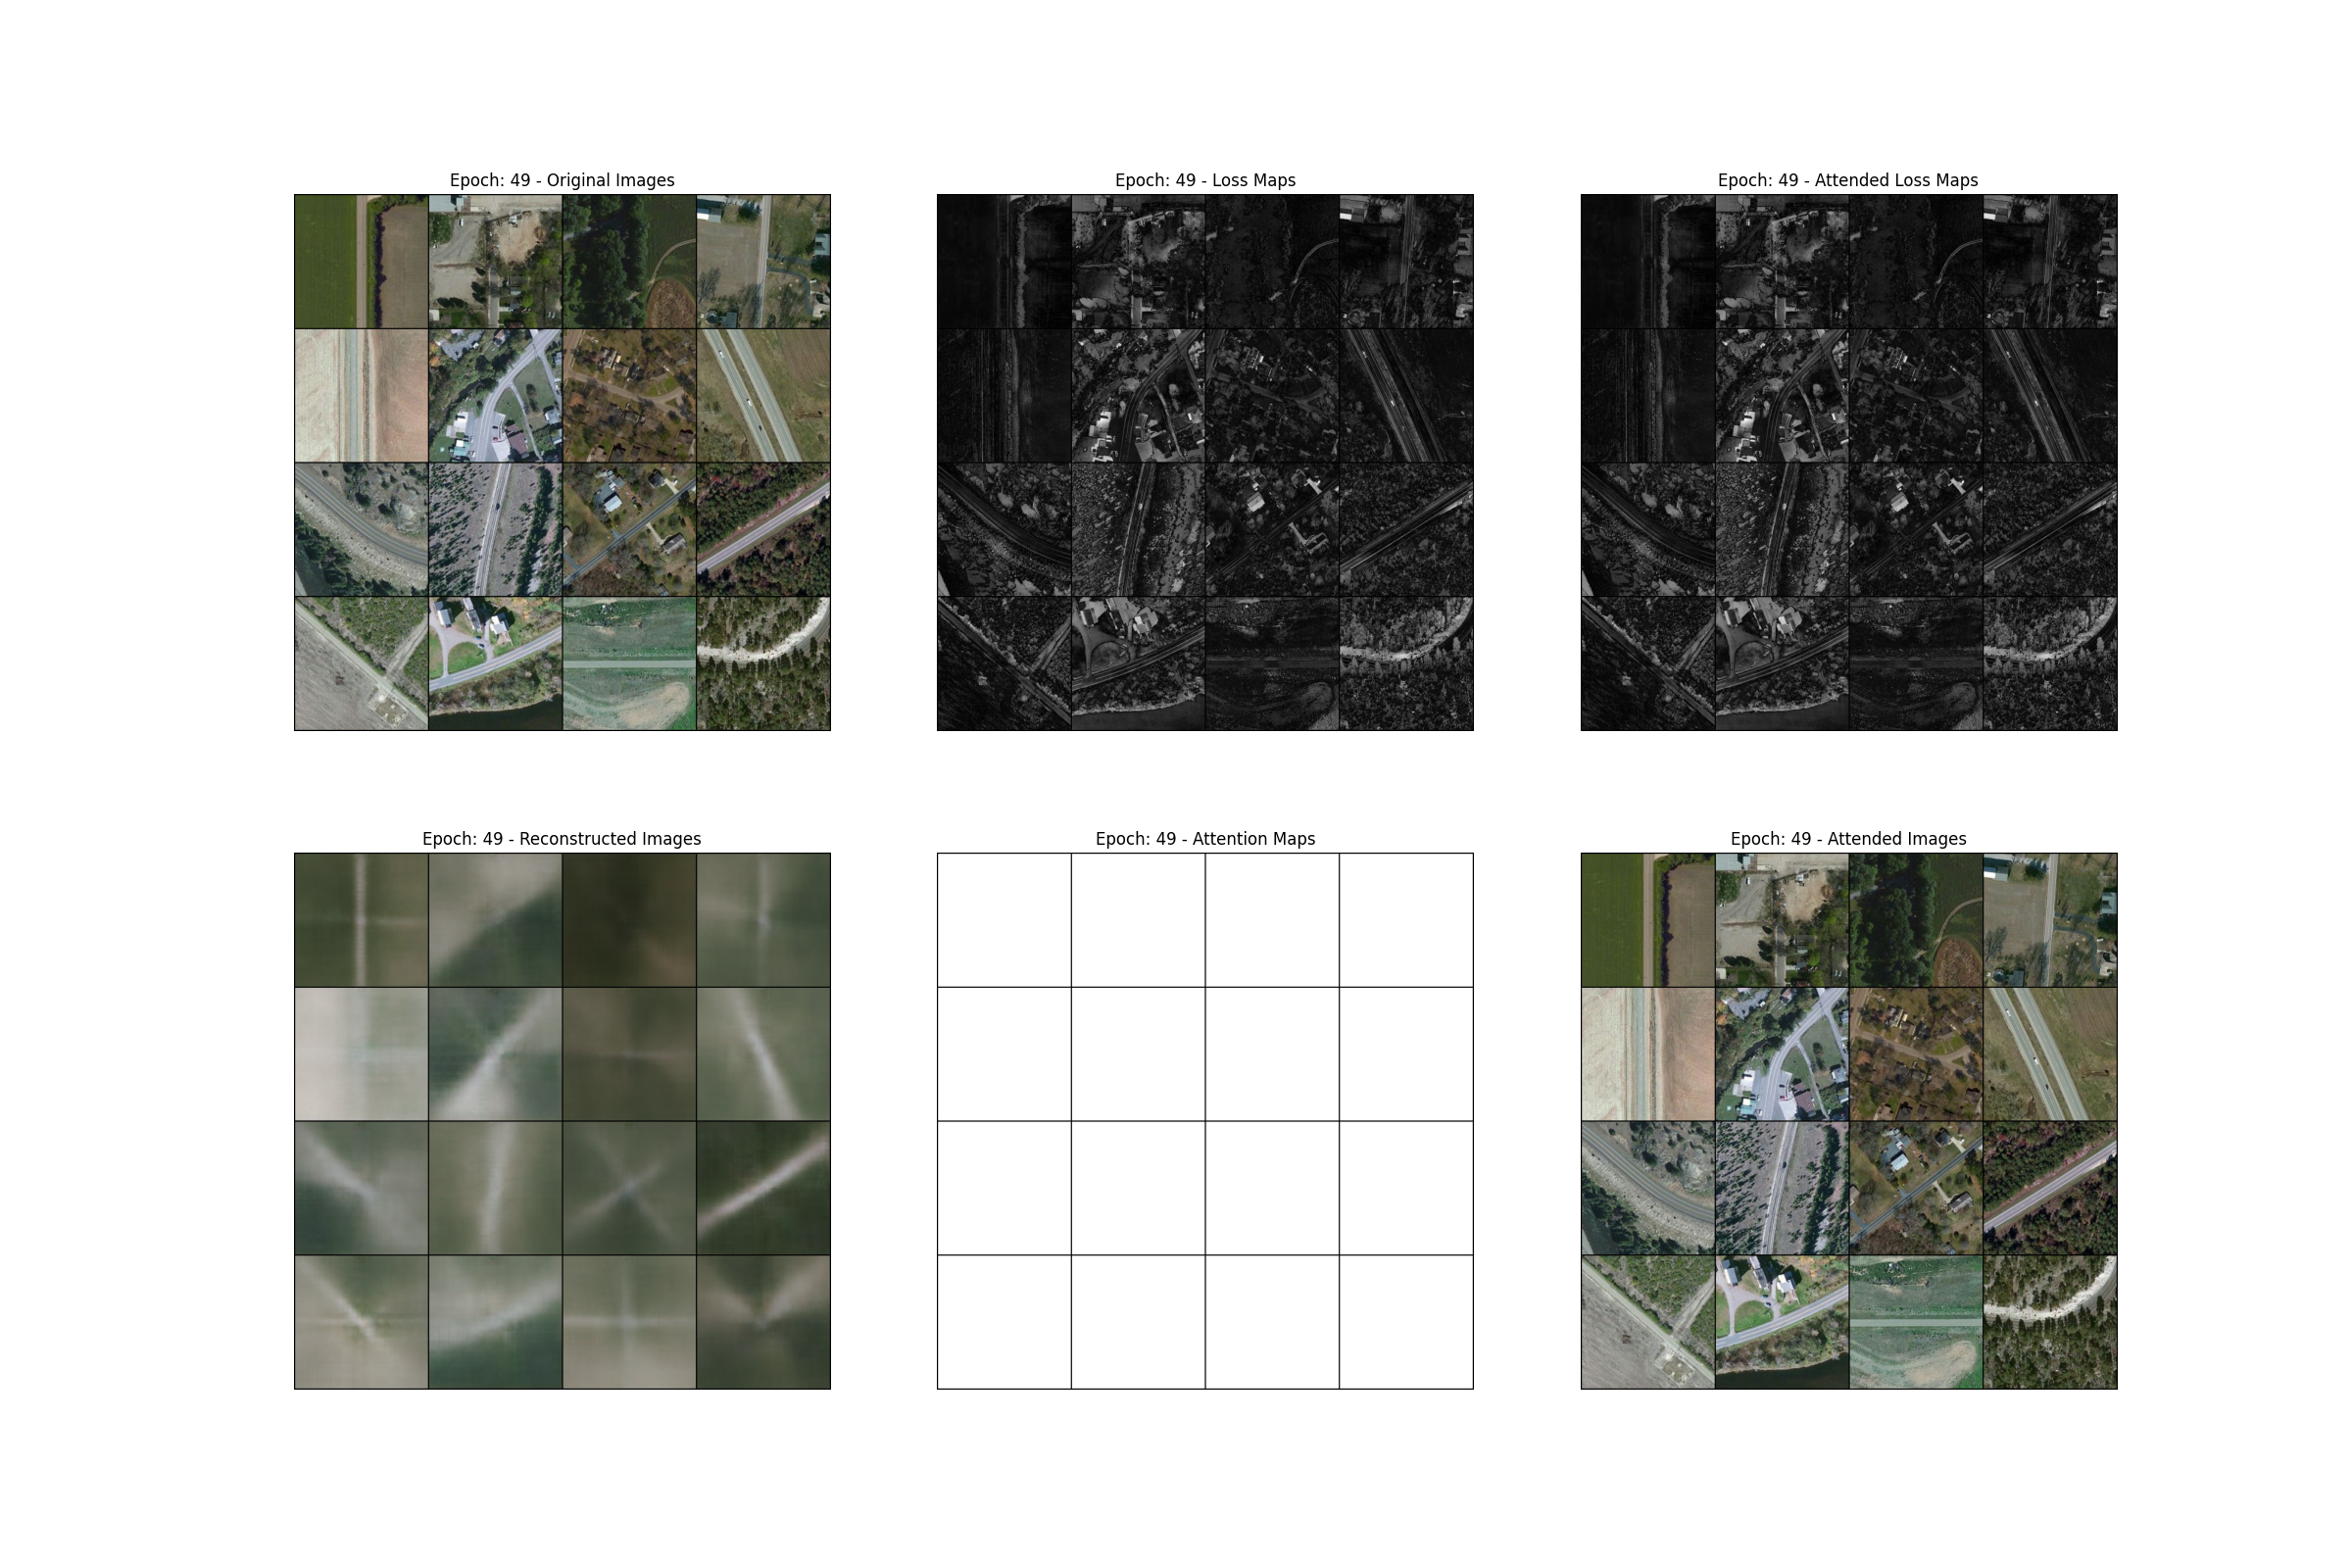 Epoch: 49 - Original Images
Epoch: 49 - Loss Maps
Epoch: 49 - Attended Loss Maps
Epoch: 49 - Reconstructed Images
Epoch: 49 - Attention Maps
Epoch: 49 - Attended Images